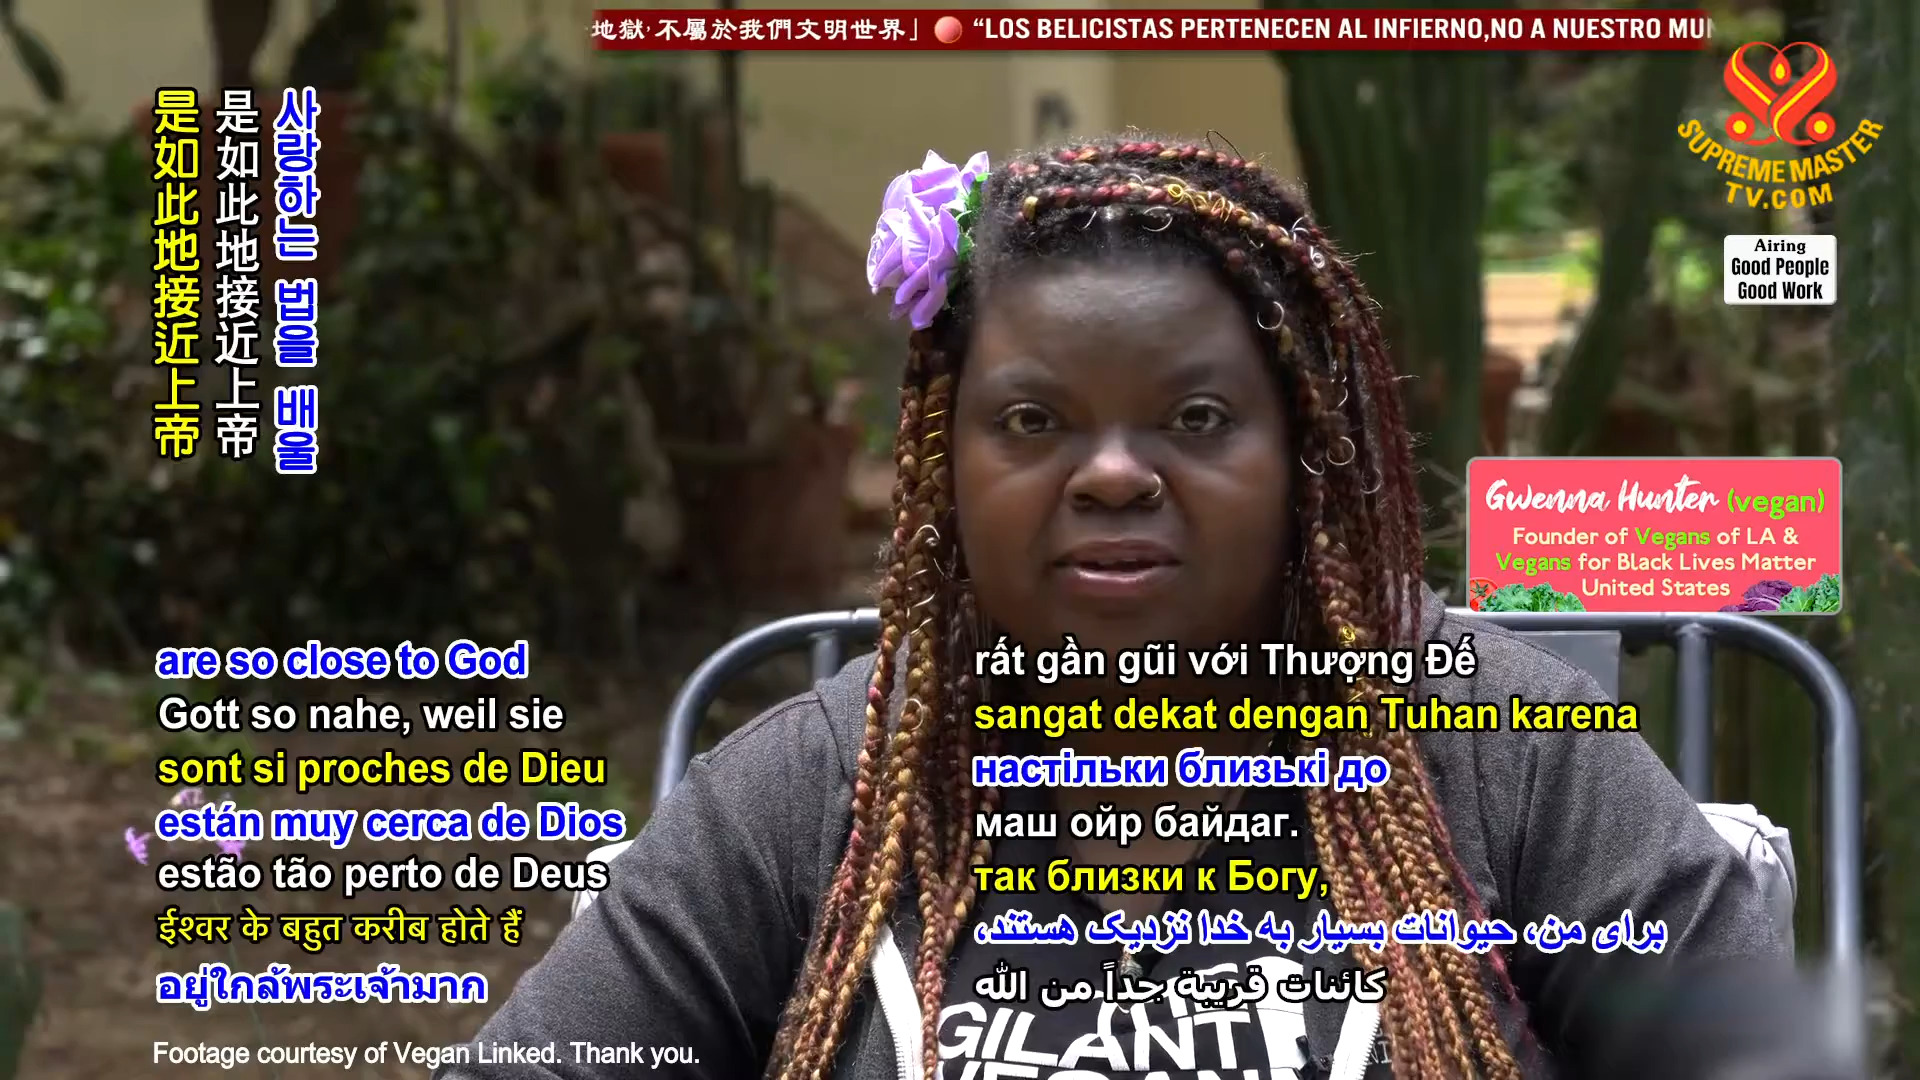 地獄，不屬於我們文明世界」 “LOS BELICISTAS PERTENECEN AL INFIERNO,NO A NUESTRO
SUPREME MASTER
TV.COM
Airing
Good People
Good Work
是如此地接近上帝
是如此地接近上帝
사랑하는 법을 배울
Gwenna Hunter (vegan)
Founder of Vegans of LA &
Vegans for Black Lives Matter
United States
are so close to God
Gott so nahe, weil sie
sont si proches de Dieu
están muy cerca de Dios
estão tão perto de Deus
ईश्वर के बहुत करीब होते हैं
อยู่ใกล้พระเจ้ามาก
rất gần gũi với Thượng Đế
sangat dekat dengan Tuhan karena
настільки близькі до
маш ойр байдаг.
так близки к Богу,
برای من، حیوانات بسیار به خدا نزدیک هستند،
كائنات قريبة جداً من الله
THE
GILANT
VEGAN
Footage courtesy of Vegan Linked. Thank you.